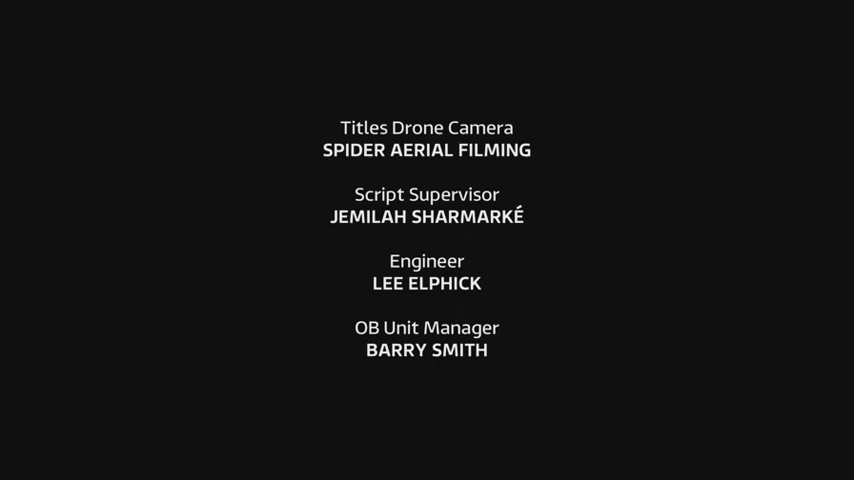 Titles Drone Camera
SPIDER AERIAL FILMING
Script Supervisor
JEMILAH SHARMARKÉ
Engineer
LEE ELPHICK
OB Unit Manager
BARRY SMITH